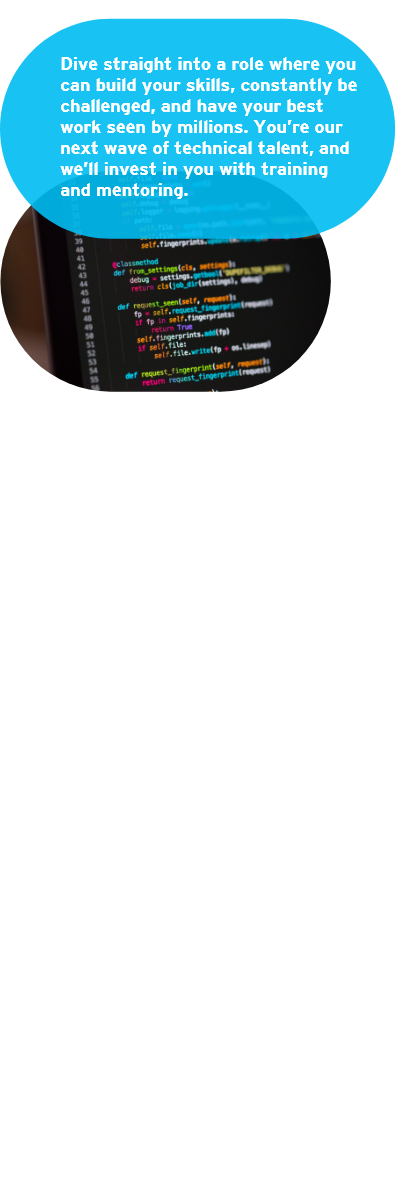 Dive straight into a role where you
can build your skills, constantly be
challenged, and have your best
work seen by millions. You're our
next wave of technical talent, and
we'll invest in you with training
and mentoring.
39
40
41
42 @classmethod
43 def from_settings(cls, settings):
44 debug = settings.getbool('DUPEFILTER_DEBUG')
45 return cls(job_dir(settings), debug)
46
47 def request_seen(self, request):
48 fp = self.request_fingerprint(request)
49 if fp in self.fingerprints:
50 return True
51 self.fingerprints.add(fp)
52 if self.file:
53 self.file.write(fp + os.linesep)
54
55 def request_fingerprint(self, request):
56 return request_fingerprint(request)